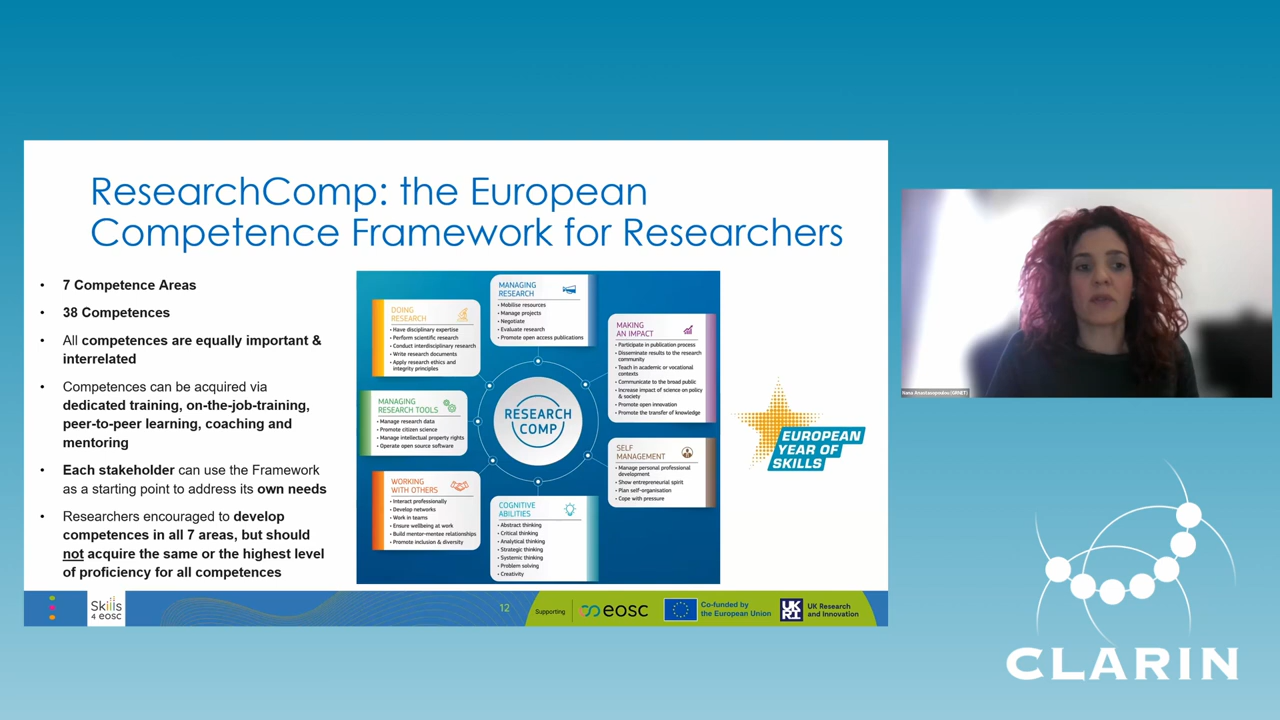 ResearchComp: the European
Competence Framework for Researchers
• 7 Competence Areas
• 38 Competences
• All competences are equally important &
interrelated
• Competences can be acquired via
dedicated training, on-the-job-training,
peer-to-peer learning, coaching and
mentoring
• Each stakeholder can use the Framework
as a starting point to address its own needs
• Researchers encouraged to develop
competences in all 7 areas, but should
not acquire the same or the highest level
of proficiency for all competences
MANAGING
RESEARCH
• Mobilise resources
• Manage projects
• Negotiate
• Evaluate research
• Promote open access publications
DOING
RESEARCH
• Have disciplinary expertise
• Perform scientific research
• Conduct interdisciplinary research
• Write research documents
• Apply research ethics and
integrity principles
MAKING
AN IMPACT
• Participate in publication process
• Disseminate results to the research
community
• Teach in academic or vocational
contexts
• Communicate to the broad public
• Increase impact of science on policy
& society
• Promote open innovation
• Promote the transfer of knowledge
MANAGING
RESEARCH TOOLS
• Manage research data
• Promote citizen science
• Manage intellectual property rights
• Operate open source software
RESEARCH
COMP
SELF
MANAGEMENT
• Manage personal professional
development
• Show entrepreneurial spirit
• Plan self-organisation
• Cope with pressure
WORKING
WITH OTHERS
• Interact professionally
• Develop networks
• Work in teams
• Ensure wellbeing at work
• Build mentor-mentee relationships
• Promote inclusion & diversity
COGNITIVE
ABILITIES
• Abstract thinking
• Critical thinking
• Analytical thinking
• Strategic thinking
• Systemic thinking
• Problem solving
• Creativity
EUROPEAN
YEAR OF
SKILLS
Skills
4 eosc
12
Supporting
eosc
Co-funded by
the European Union
UK
RI
UK Research
and Innovation
Nana Anastasopoulou (GRNET)
CLARIN